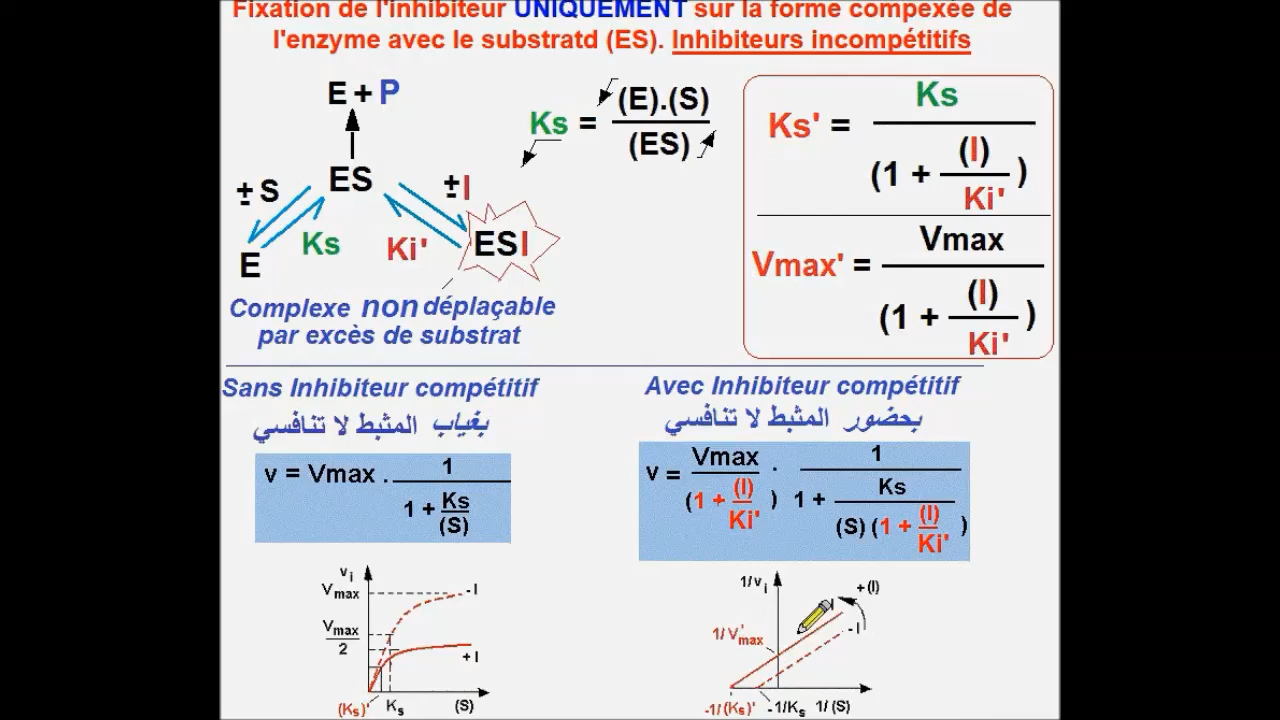 Fixation de l'inhibiteur UNIQUEMENT sur la forme compexée de
l'enzyme avec le substratd (ES). Inhibiteurs incompétitifs
E + P
ES
± S
± I
Ks
Ki'
E
ESI
Complexe non déplaçable
par excès de substrat
Ks = (E).(S) / (ES)
Ks' = Ks / (1 + (I) / Ki' )
Vmax' = Vmax / (1 + (I) / Ki' )
Sans Inhibiteur compétitif
بغياب المثبط لا تنافسي
v = Vmax . 1 / 1 + Ks / (S)
vi
Vmax
Vmax / 2
- I
+ I
(Ks)'
Ks
(S)
Avec Inhibiteur compétitif
بحضور المثبط لا تنافسي
v = Vmax / (1 + (I) / Ki' ) . 1 / 1 + Ks / (S) (1 + (I) / Ki' )
1/vi
+ (I)
- I
1/V'max
-1/(Ks)'
-1/Ks
1/ (S)